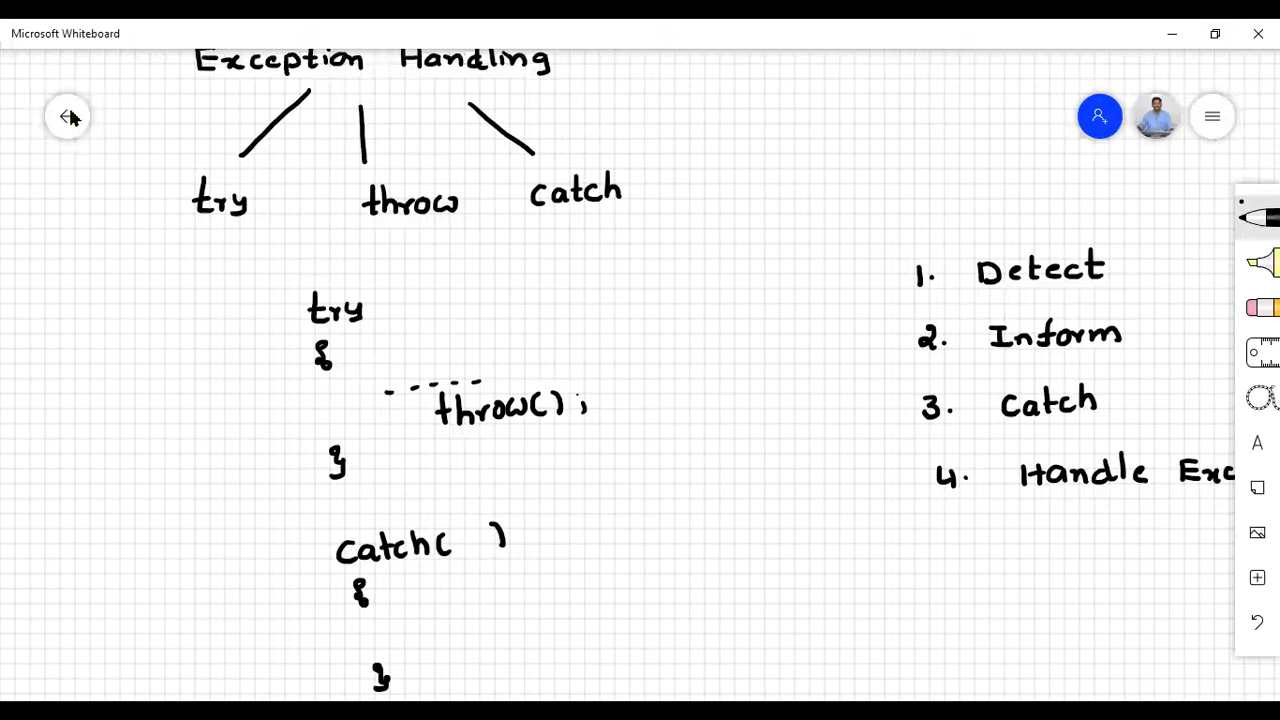 Microsoft Whiteboard
Exception Handling
try throw catch
try
{
- - - - -
throw() ;
}
catch( )
{
}
1. Detect
2. Inform
3. Catch
4. Handle Exc
A